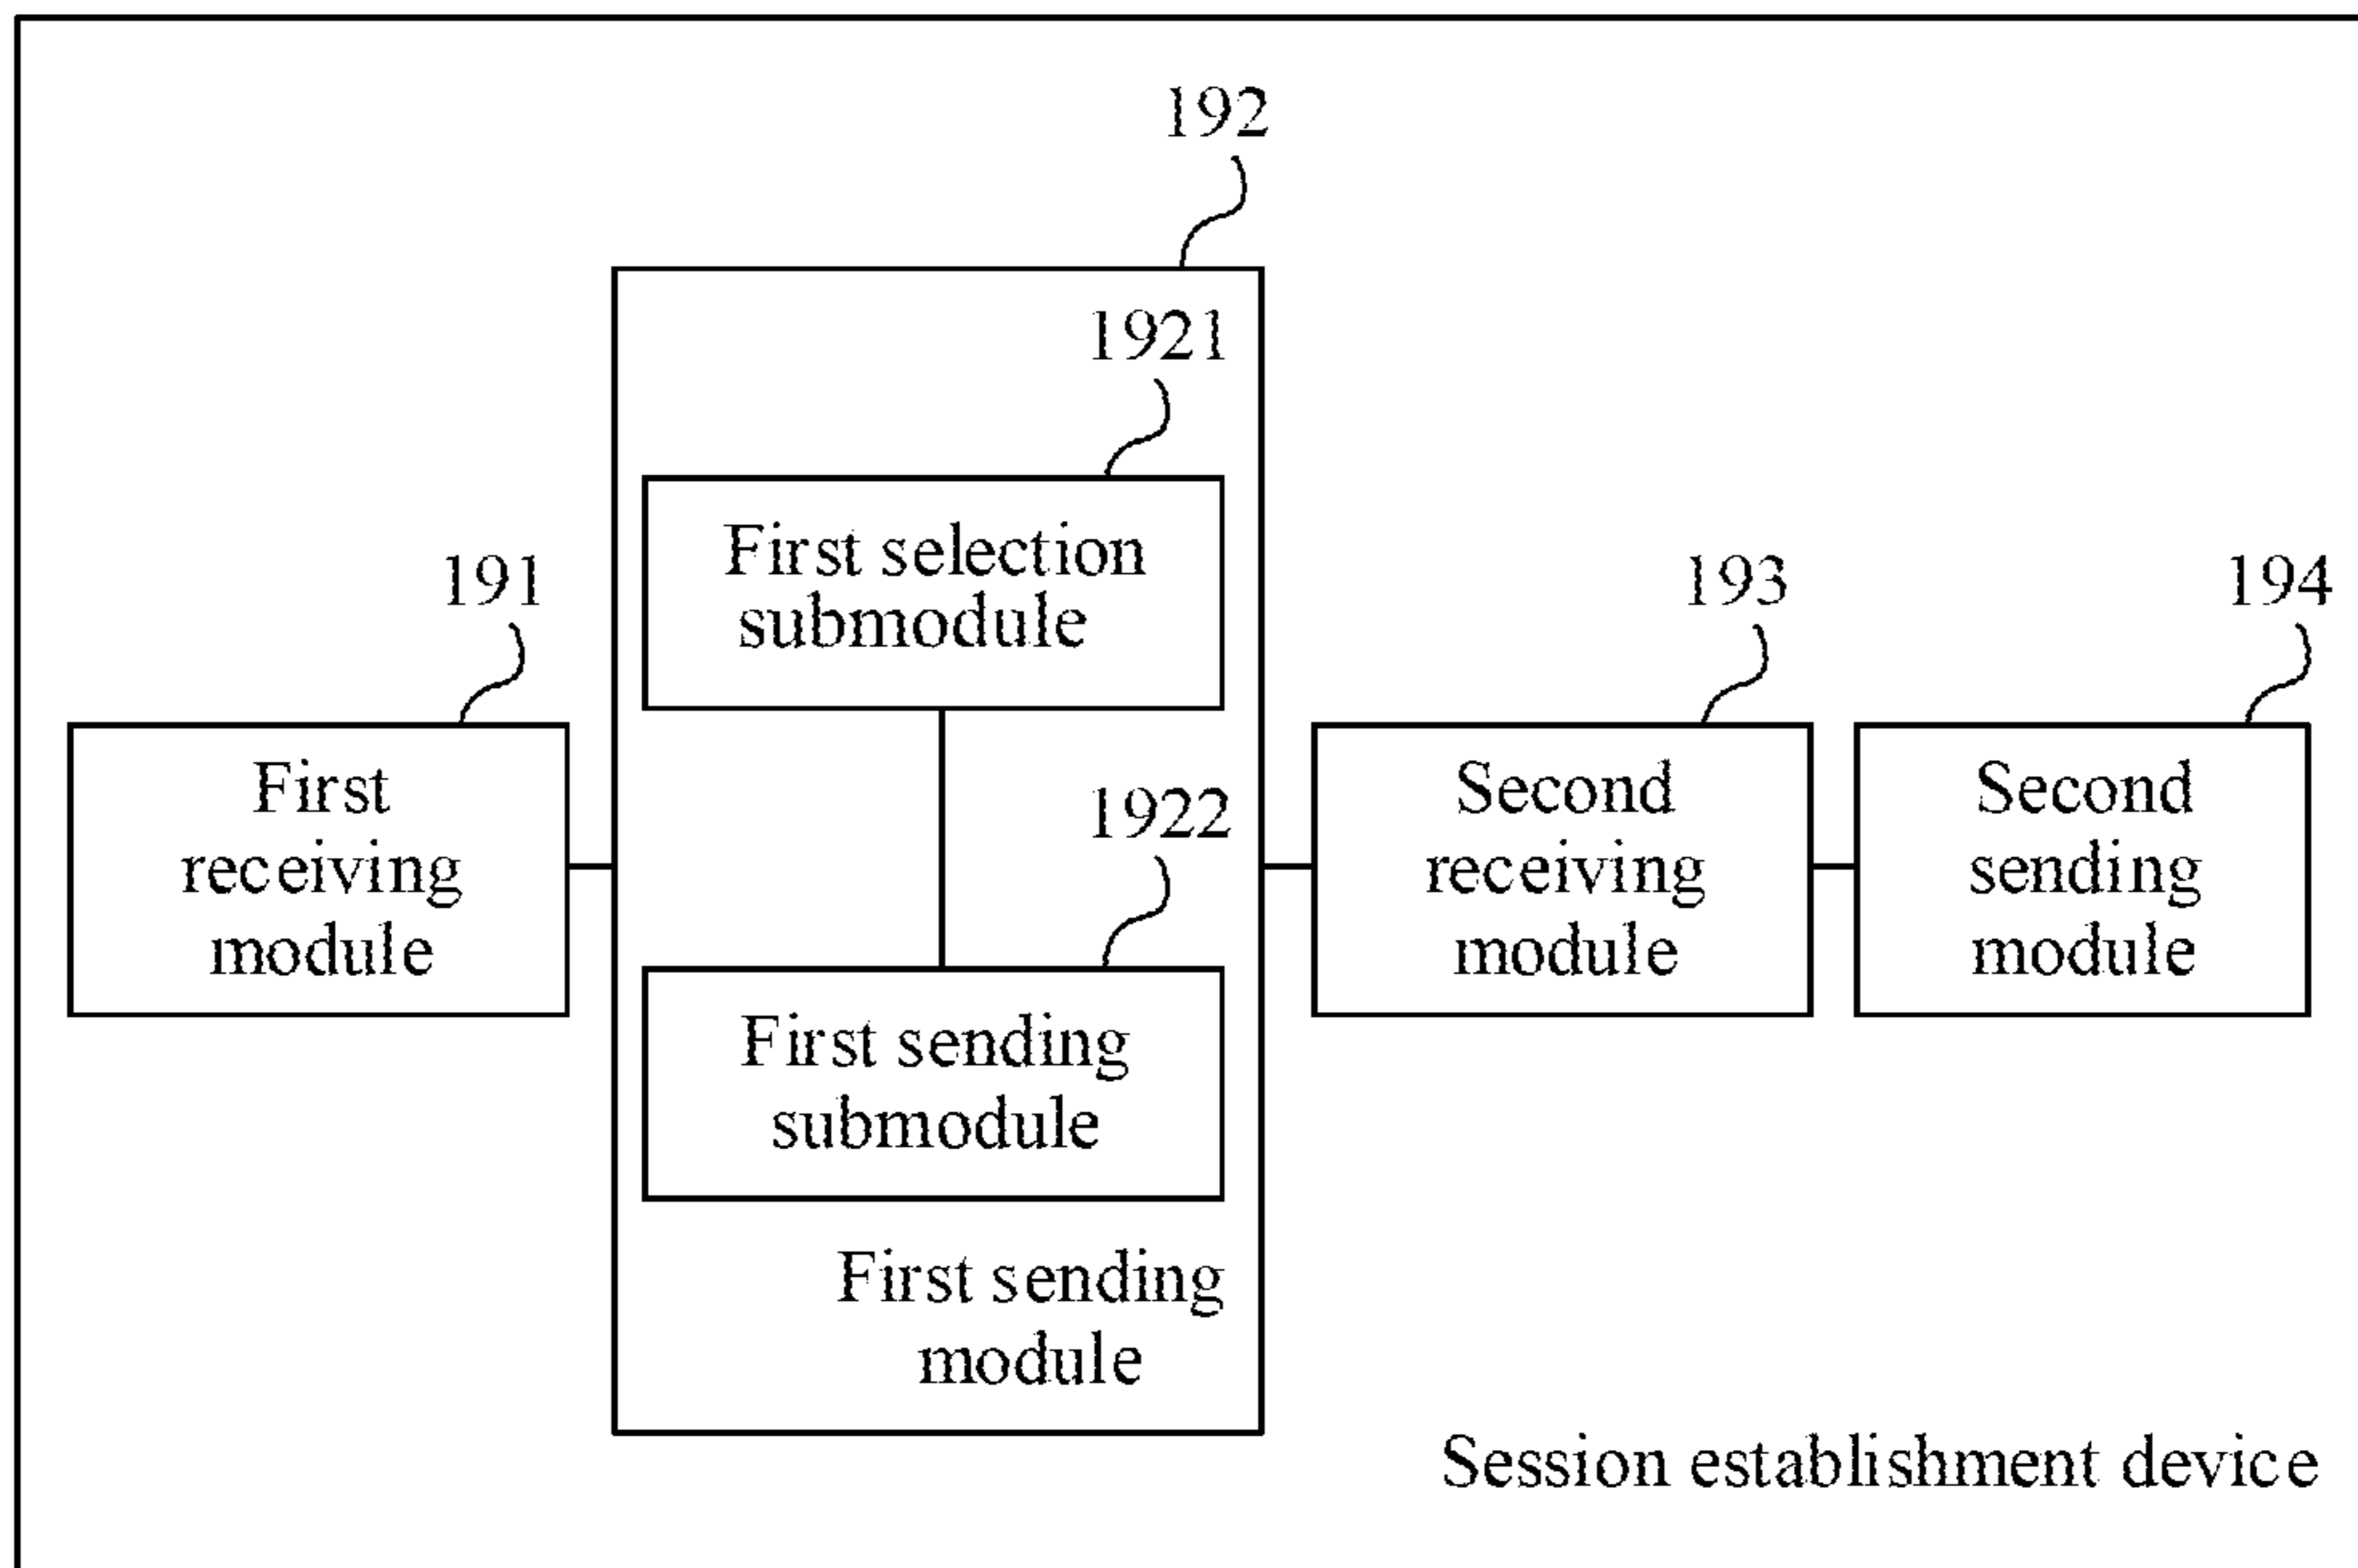 192
1921
First selection
submodule
191
First
receiving
module
1922
First sending
submodule
First sending
module
193
Second
receiving
module
194
Second
sending
module
Session establishment device